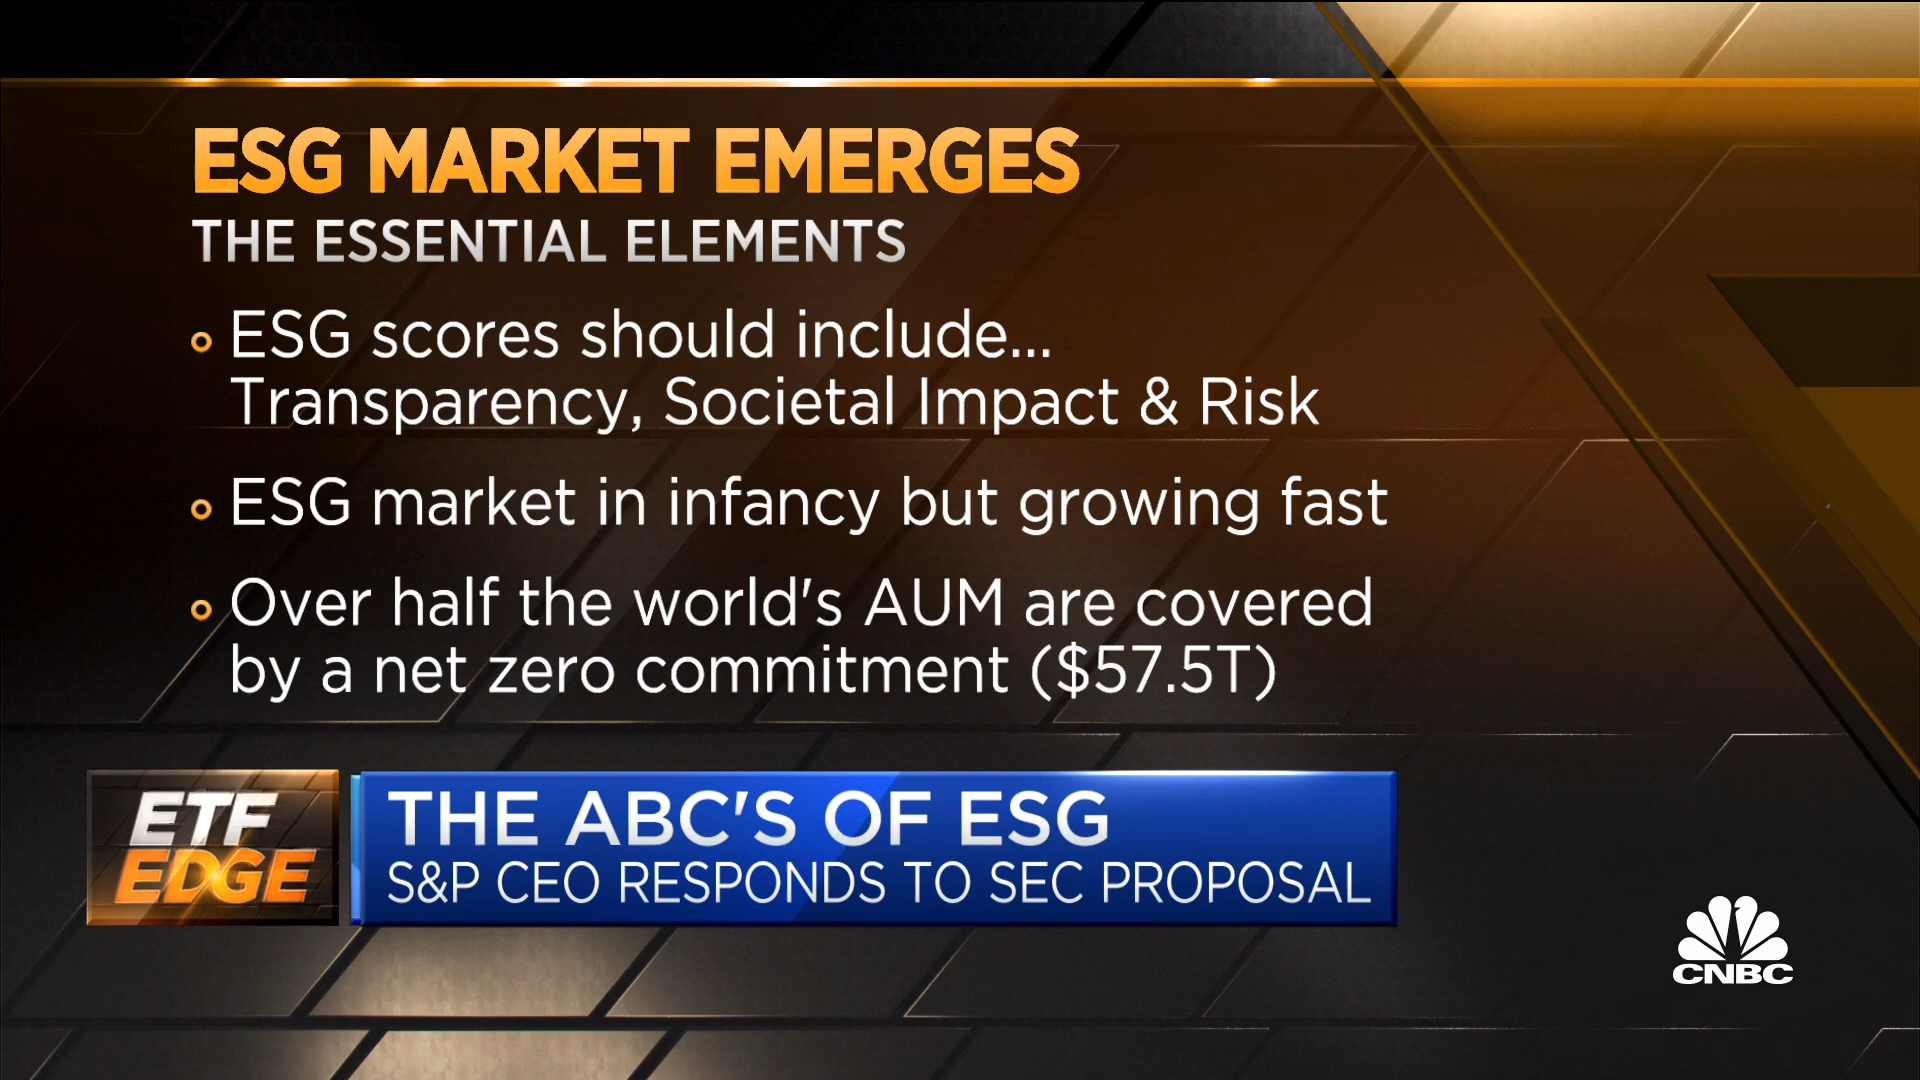 ESG MARKET EMERGES
THE ESSENTIAL ELEMENTS
ESG scores should include...
Transparency, Societal Impact & Risk
ESG market in infancy but growing fast
Over half the world's AUM are covered
by a net zero commitment ($57.5T)
ETF
EDGE
THE ABC'S OF ESG
S&P CEO RESPONDS TO SEC PROPOSAL
CNBC